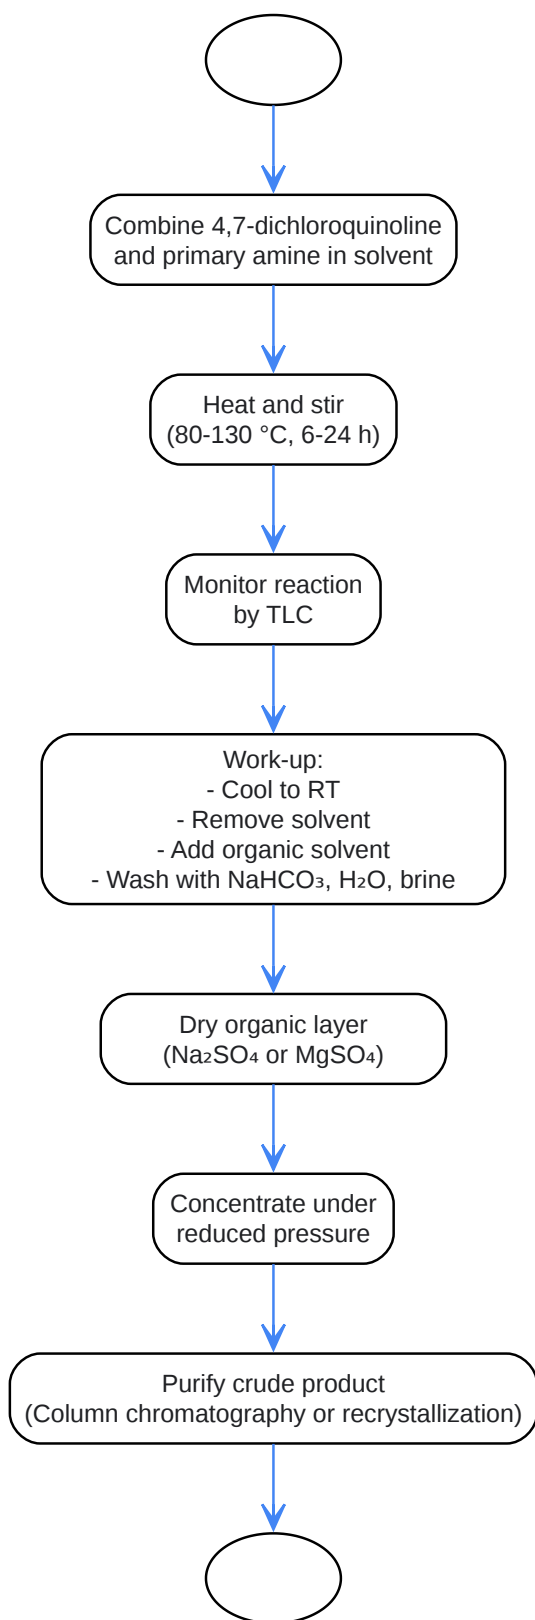 Combine 4,7-dichloroquinoline
and primary amine in solvent
Heat and stir
(80-130 °C, 6-24 h)
Monitor reaction
by TLC
Work-up:
- Cool to RT
- Remove solvent
- Add organic solvent
- Wash with NaHCO₃, H₂O, brine
Dry organic layer
(Na₂SO₄ or MgSO₄)
Concentrate under
reduced pressure
Purify crude product
(Column chromatography or recrystallization)